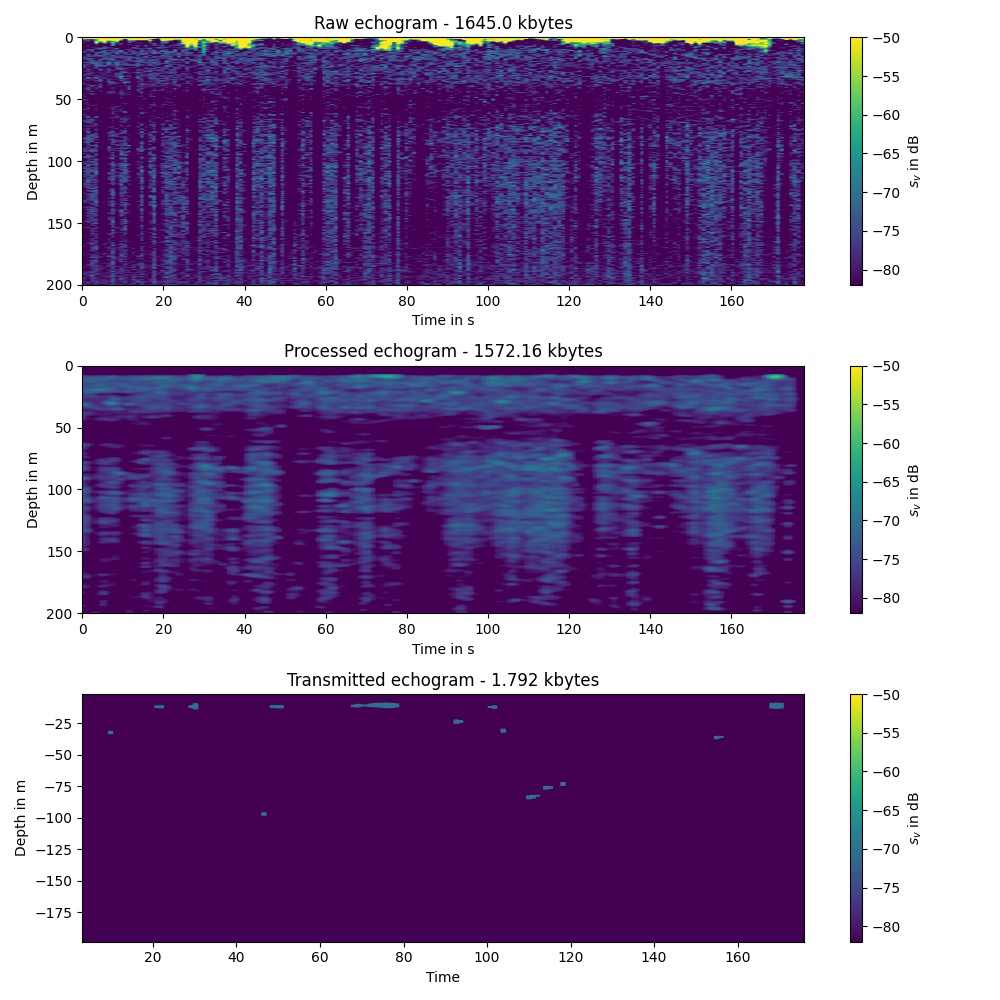 Raw echogram - 1645.0 kbytes
0
50
100
150
200
Depth in m
0 20 40 60 80 100 120 140 160
Time in s
−50
−55
−60
−65
−70
−75
−80
sv in dB
Processed echogram - 1572.16 kbytes
0
50
100
150
200
Depth in m
0 20 40 60 80 100 120 140 160
Time in s
−50
−55
−60
−65
−70
−75
−80
sv in dB
Transmitted echogram - 1.792 kbytes
−25
−50
−75
−100
−125
−150
−175
Depth in m
20 40 60 80 100 120 140 160
Time
−50
−55
−60
−65
−70
−75
−80
sv in dB